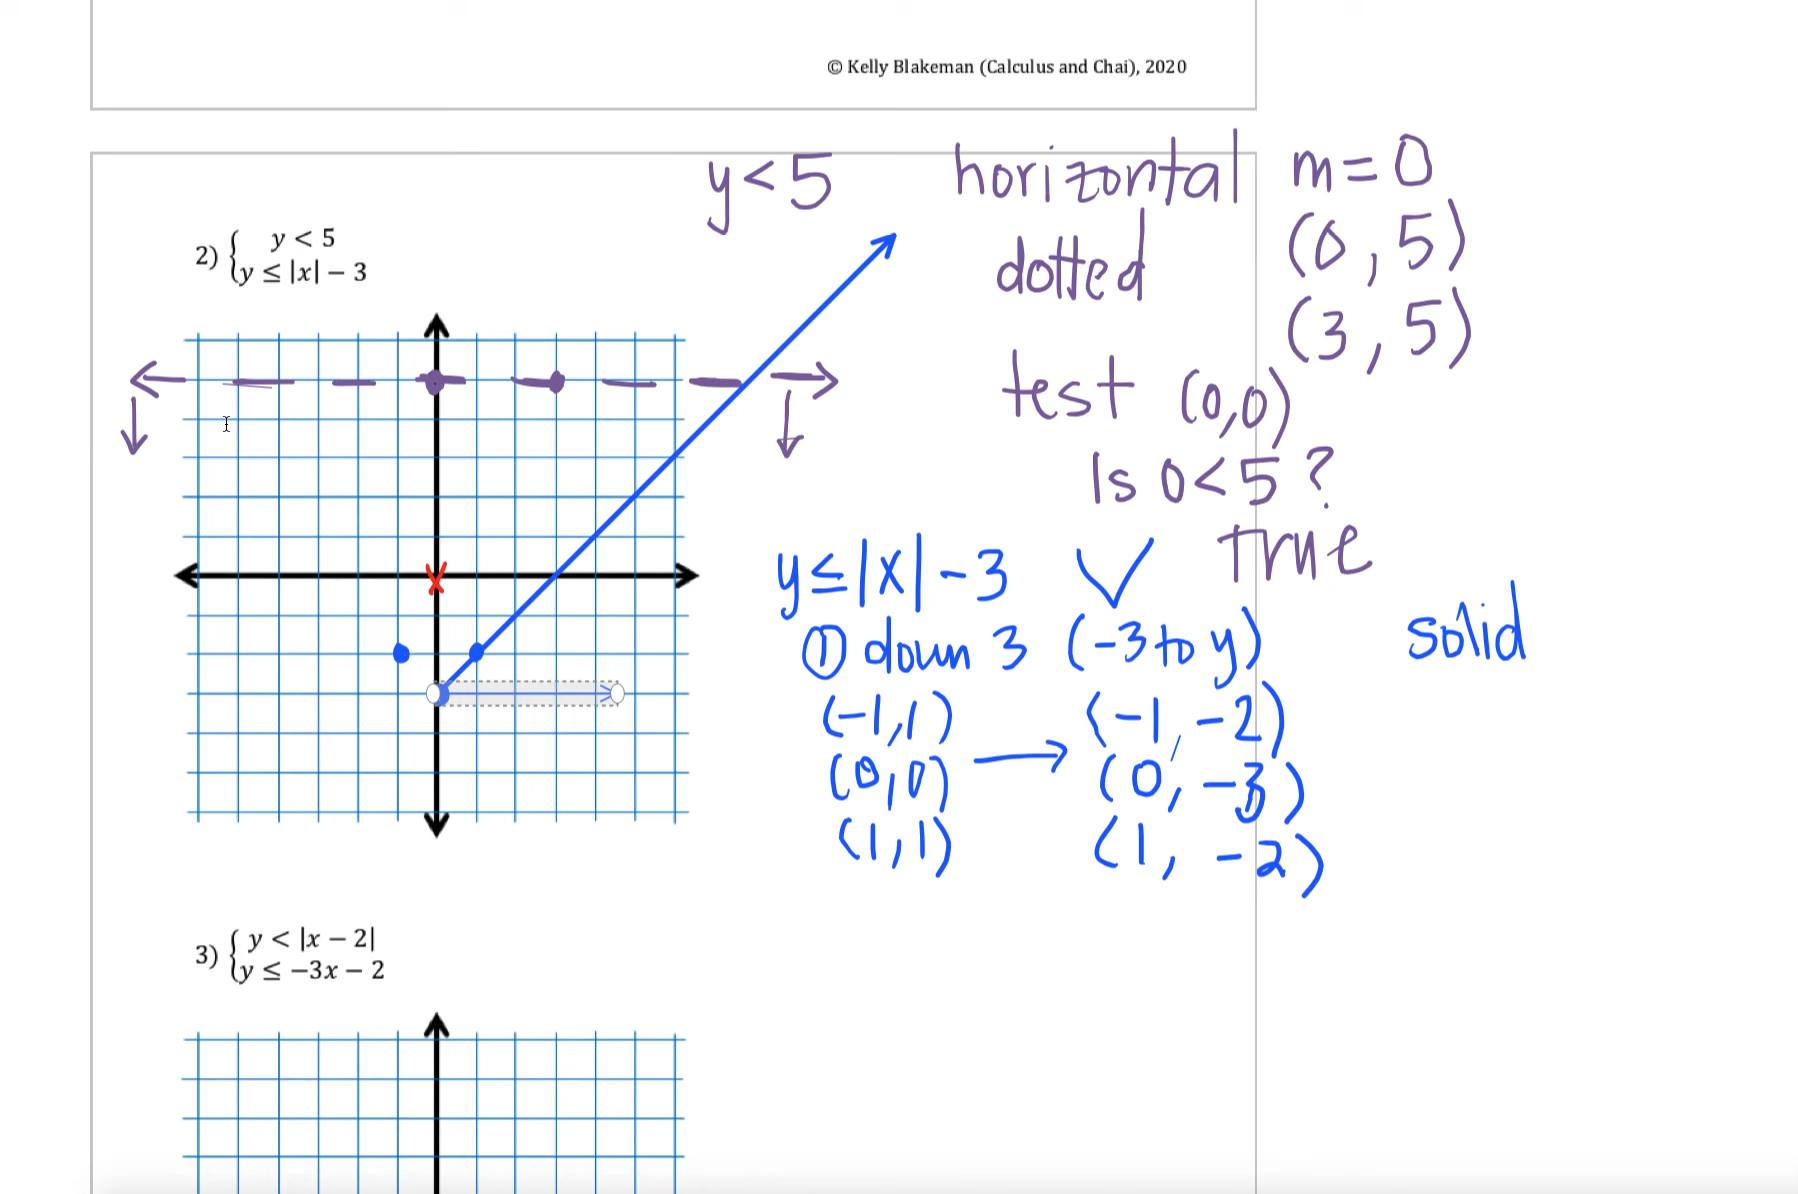 © Kelly Blakeman (Calculus and Chai), 2020
y<5 horizontal m=0
2) { y < 5
y ≤ |x| − 3
dotted (0,5)
(3,5)
test (0,0)
Is 0<5?
true
y≤|x|-3 ✓
① down 3 (-3 to y) solid
(-1,1) (-1,-2)
(0,0) → (0,-3)
(1,1) (1,-2)
3) { y < |x − 2|
y ≤ −3x − 2